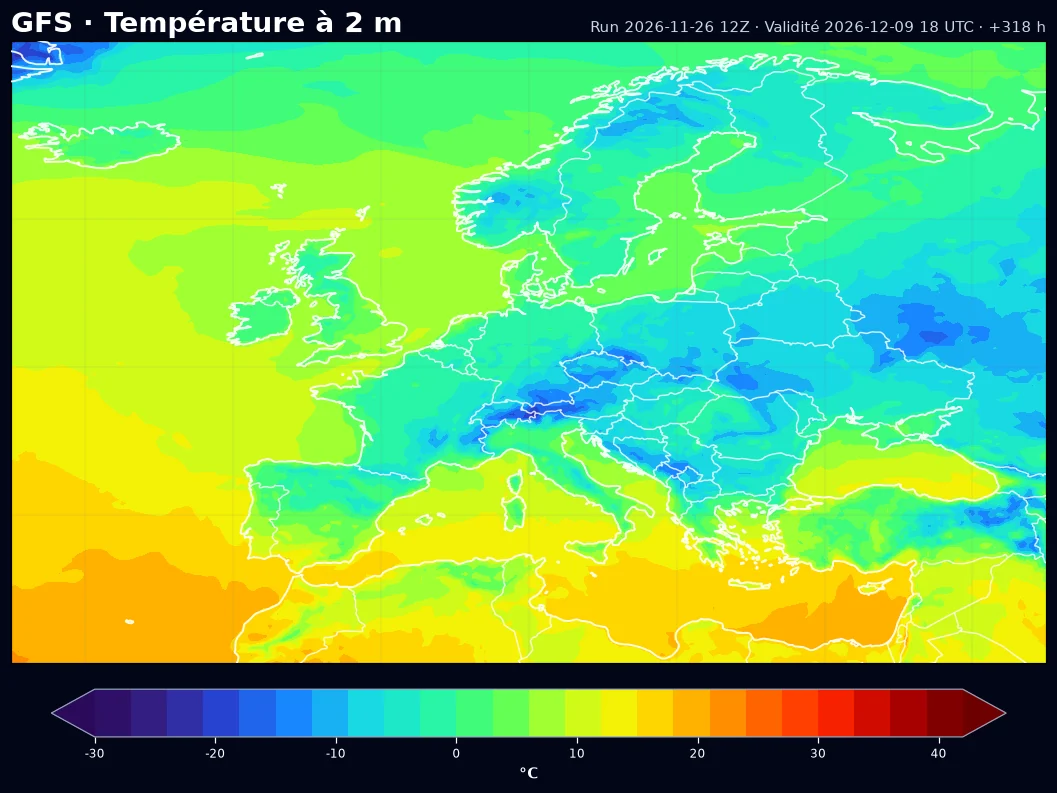 GFS · Température à 2 m
Run 2026-11-26 12Z · Validité 2026-12-09 18 UTC · +318 h
-30 -20 -10 0 10 20 30 40
°C